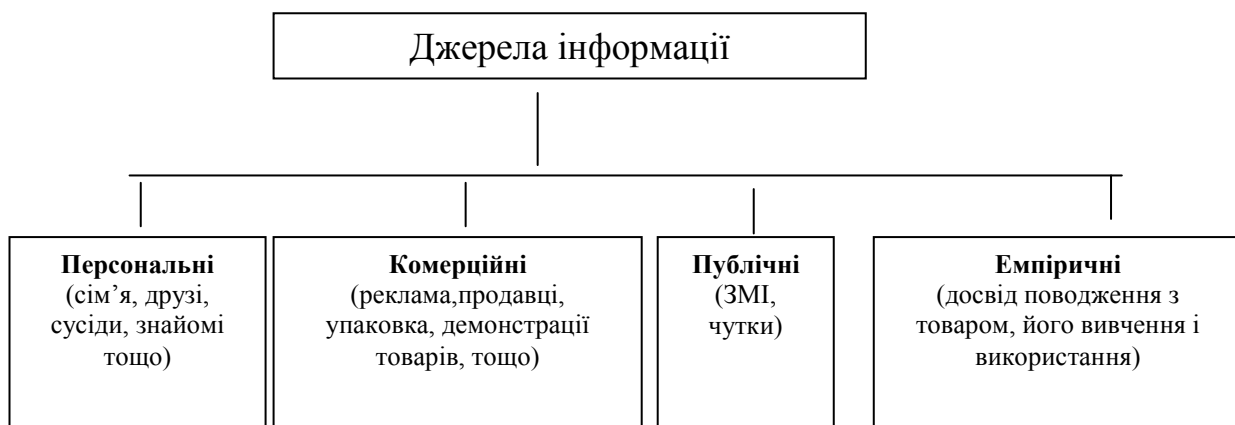 Джерела інформації
Персональні
(сім’я, друзі,
сусіди, знайомі
тощо)
Комерційні
(реклама,продавці,
упаковка, демонстрації
товарів, тощо)
Публічні
(ЗМІ,
чутки)
Емпіричні
(досвід поводження з
товаром, його вивчення і
використання)